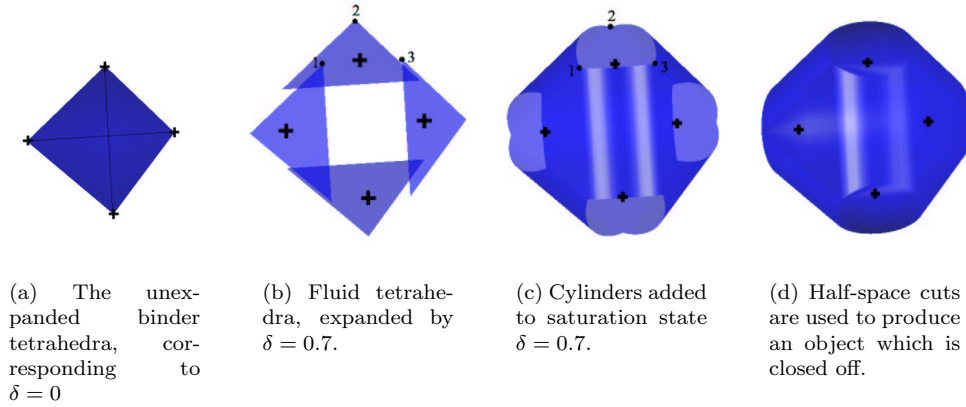 2
1
3
2
1
3
(a) The unex-
panded binder
tetrahedra, cor-
responding to
δ = 0
(b) Fluid tetrahe-
dra, expanded by
δ = 0.7.
(c) Cylinders added
to saturation state
δ = 0.7.
(d) Half-space cuts
are used to produce
an object which is
closed off.